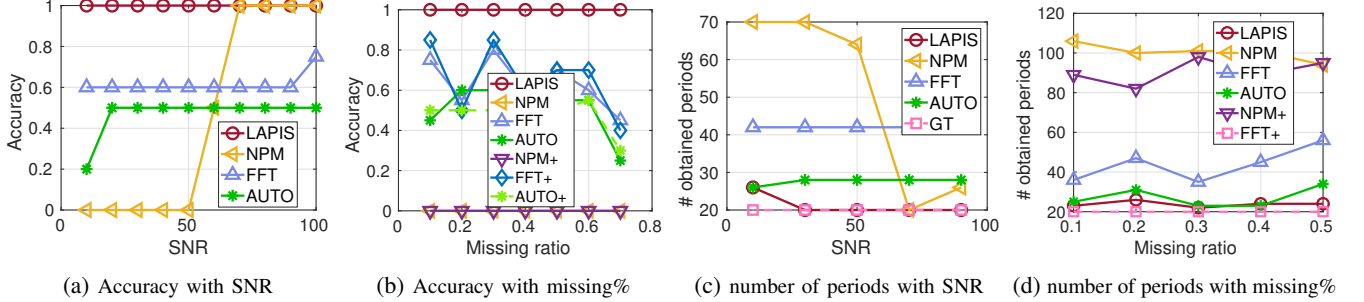 1
0.8
0.6
0.4
0.2
0
0
50
100
SNR
Accuracy
LAPIS
NPM
FFT
AUTO
(a) Accuracy with SNR
1
0.8
0.6
0.4
0.2
0
0
0.2
0.4
0.6
0.8
Missing ratio
Accuracy
LAPIS
NPM
FFT
AUTO
NPM+
FFT+
AUTO+
(b) Accuracy with missing%
70
60
50
40
30
20
0
50
100
SNR
# obtained periods
LAPIS
NPM
FFT
AUTO
GT
(c) number of periods with SNR
120
100
80
60
40
20
0.1
0.2
0.3
0.4
0.5
Missing ratio
# obtained periods
LAPIS
NPM
FFT
AUTO
NPM+
FFT+
(d) number of periods with missing%